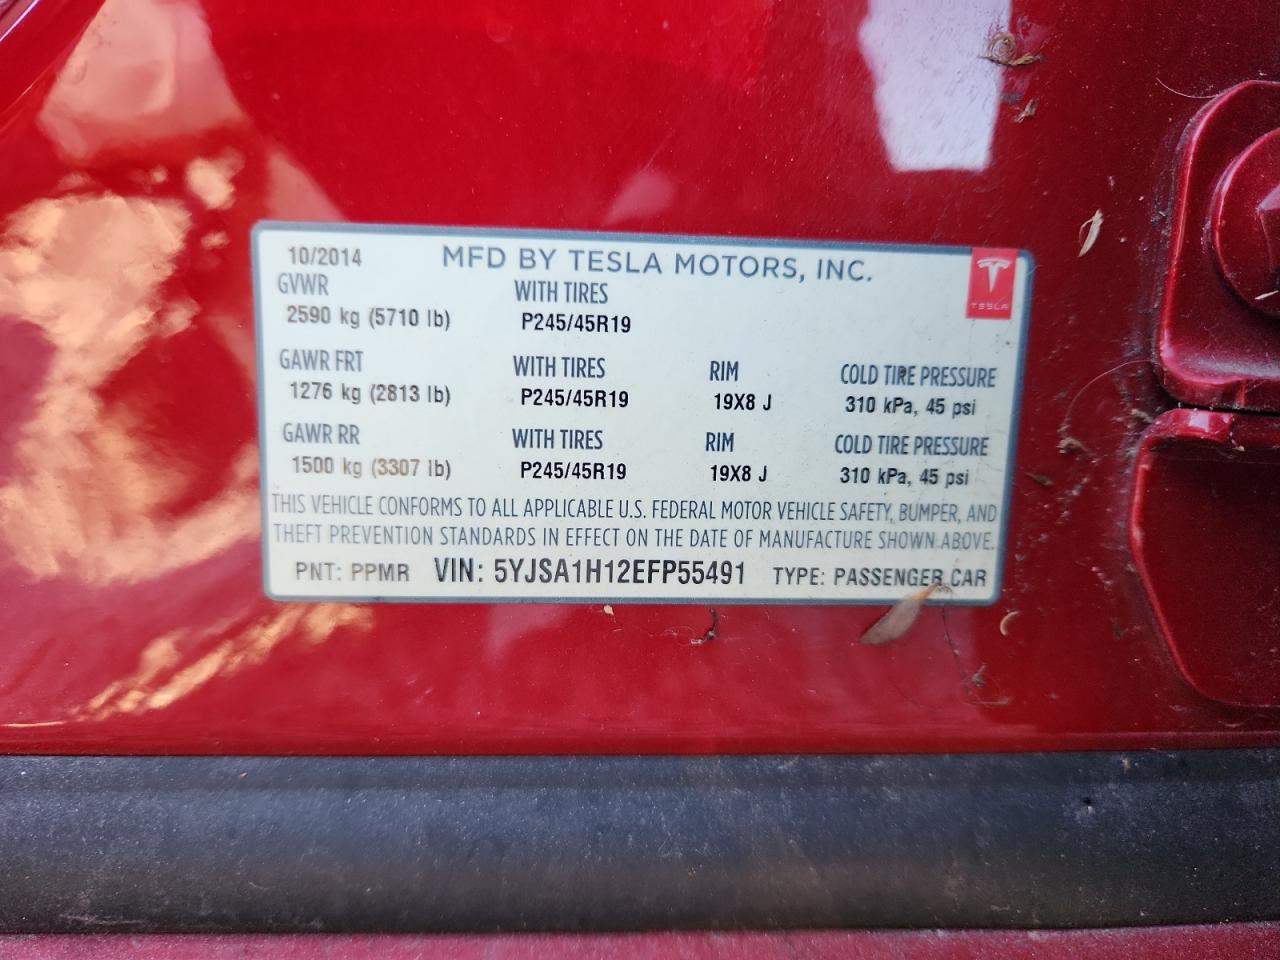 10/2014 MFD BY TESLA MOTORS, INC.
TESLA
GVWR WITH TIRES
2590 kg (5710 lb) P245/45R19
GAWR FRT WITH TIRES RIM COLD TIRE PRESSURE
1276 kg (2813 lb) P245/45R19 19X8 J 310 kPa, 45 psi
GAWR RR WITH TIRES RIM COLD TIRE PRESSURE
1500 kg (3307 lb) P245/45R19 19X8 J 310 kPa, 45 psi
THIS VEHICLE CONFORMS TO ALL APPLICABLE U.S. FEDERAL MOTOR VEHICLE SAFETY, BUMPER, AND
THEFT PREVENTION STANDARDS IN EFFECT ON THE DATE OF MANUFACTURE SHOWN ABOVE.
PNT: PPMR VIN: 5YJSA1H12EFP55491 TYPE: PASSENGER CAR